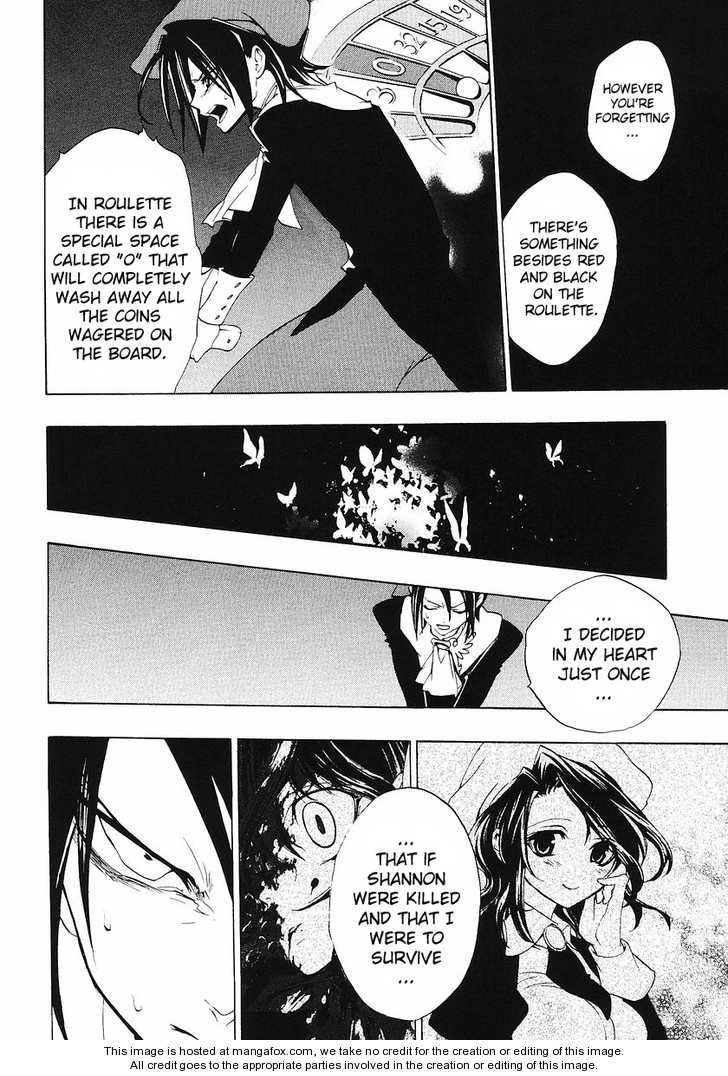 HOWEVER
YOU'RE
FORGETTING
...
THERE'S
SOMETHING
BESIDES RED
AND BLACK
ON THE
ROULETTE.
32
15
0
IN ROULETTE
THERE IS A
SPECIAL SPACE
CALLED "0" THAT
WILL COMPLETELY
WASH AWAY ALL
THE COINS
WAGERED ON
THE BOARD.
...
I DECIDED
IN MY HEART
JUST ONCE
...
...
THAT IF
SHANNON
WERE KILLED
AND THAT I
WERE TO
SURVIVE
...
This image is hosted at mangafox.com, we take no credit for the creation or editing of this image.
All credit goes to the appropriate parties involved in the creation or editing of this image.